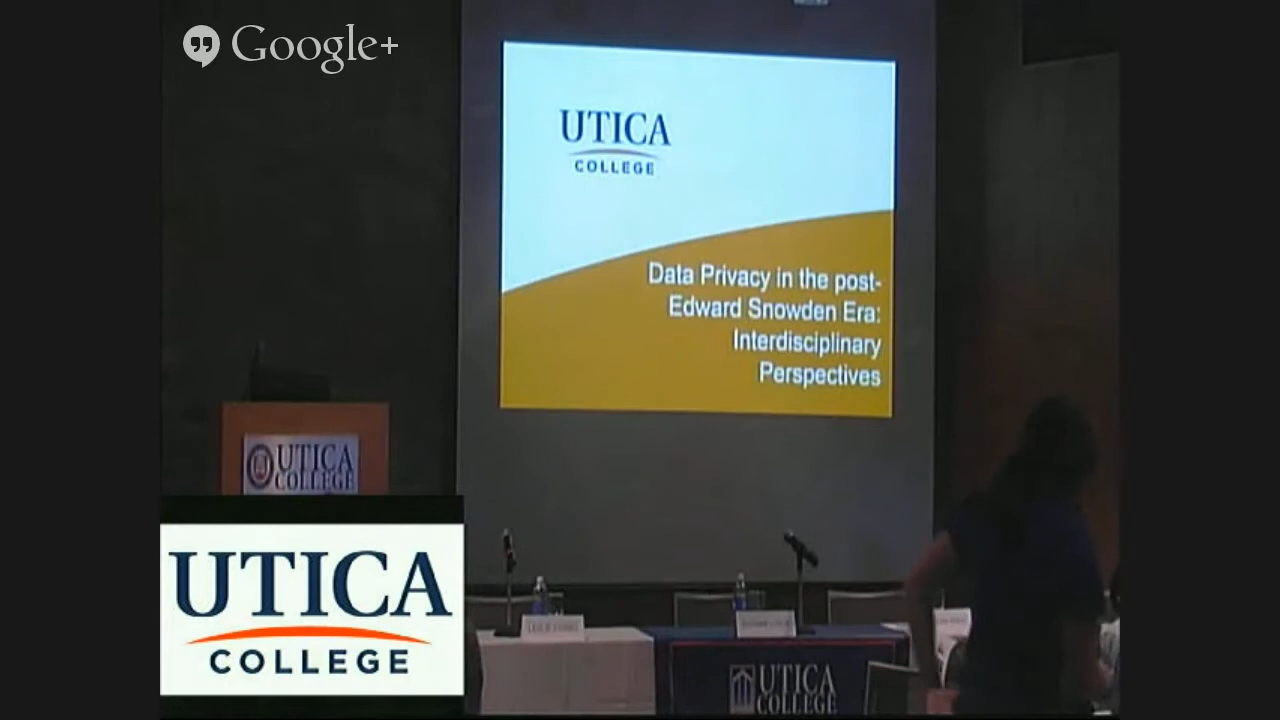 Google+
UTICA
COLLEGE
Data Privacy in the post-
Edward Snowden Era:
Interdisciplinary
Perspectives
UTICA
COLLEGE
UTICA
COLLEGE
UTICA
COLLEGE